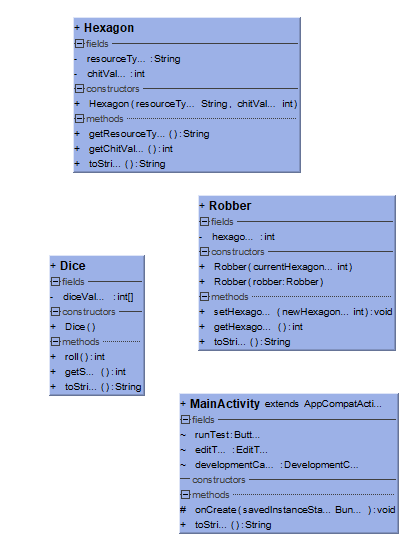 + Hexagon
fields
- resourceTy... : String
- chitVal... : int
constructors
+ Hexagon(resourceTy... String, chitVal... int)
methods
+ getResourceTy... (): String
+ getChitVal... (): int
+ toStri... (): String
+ Robber
fields
- hexago... : int
constructors
+ Robber(currentHexagon... int)
+ Robber(robber:Robber)
methods
+ setHexago... (newHexagon... int): void
+ getHexago... (): int
+ toStri... (): String
+ Dice
fields
- diceVal... : int[]
constructors
+ Dice()
methods
+ roll(): int
+ getS... (): int
+ toStri... (): String
+ MainActivity extends AppCompatActi...
fields
~ runTest:Butt...
~ editT... :EditT...
~ developmentCa... :DevelopmentC...
constructors
methods
# onCreate(savedInstanceSta... Bun... ): void
+ toStri... (): String